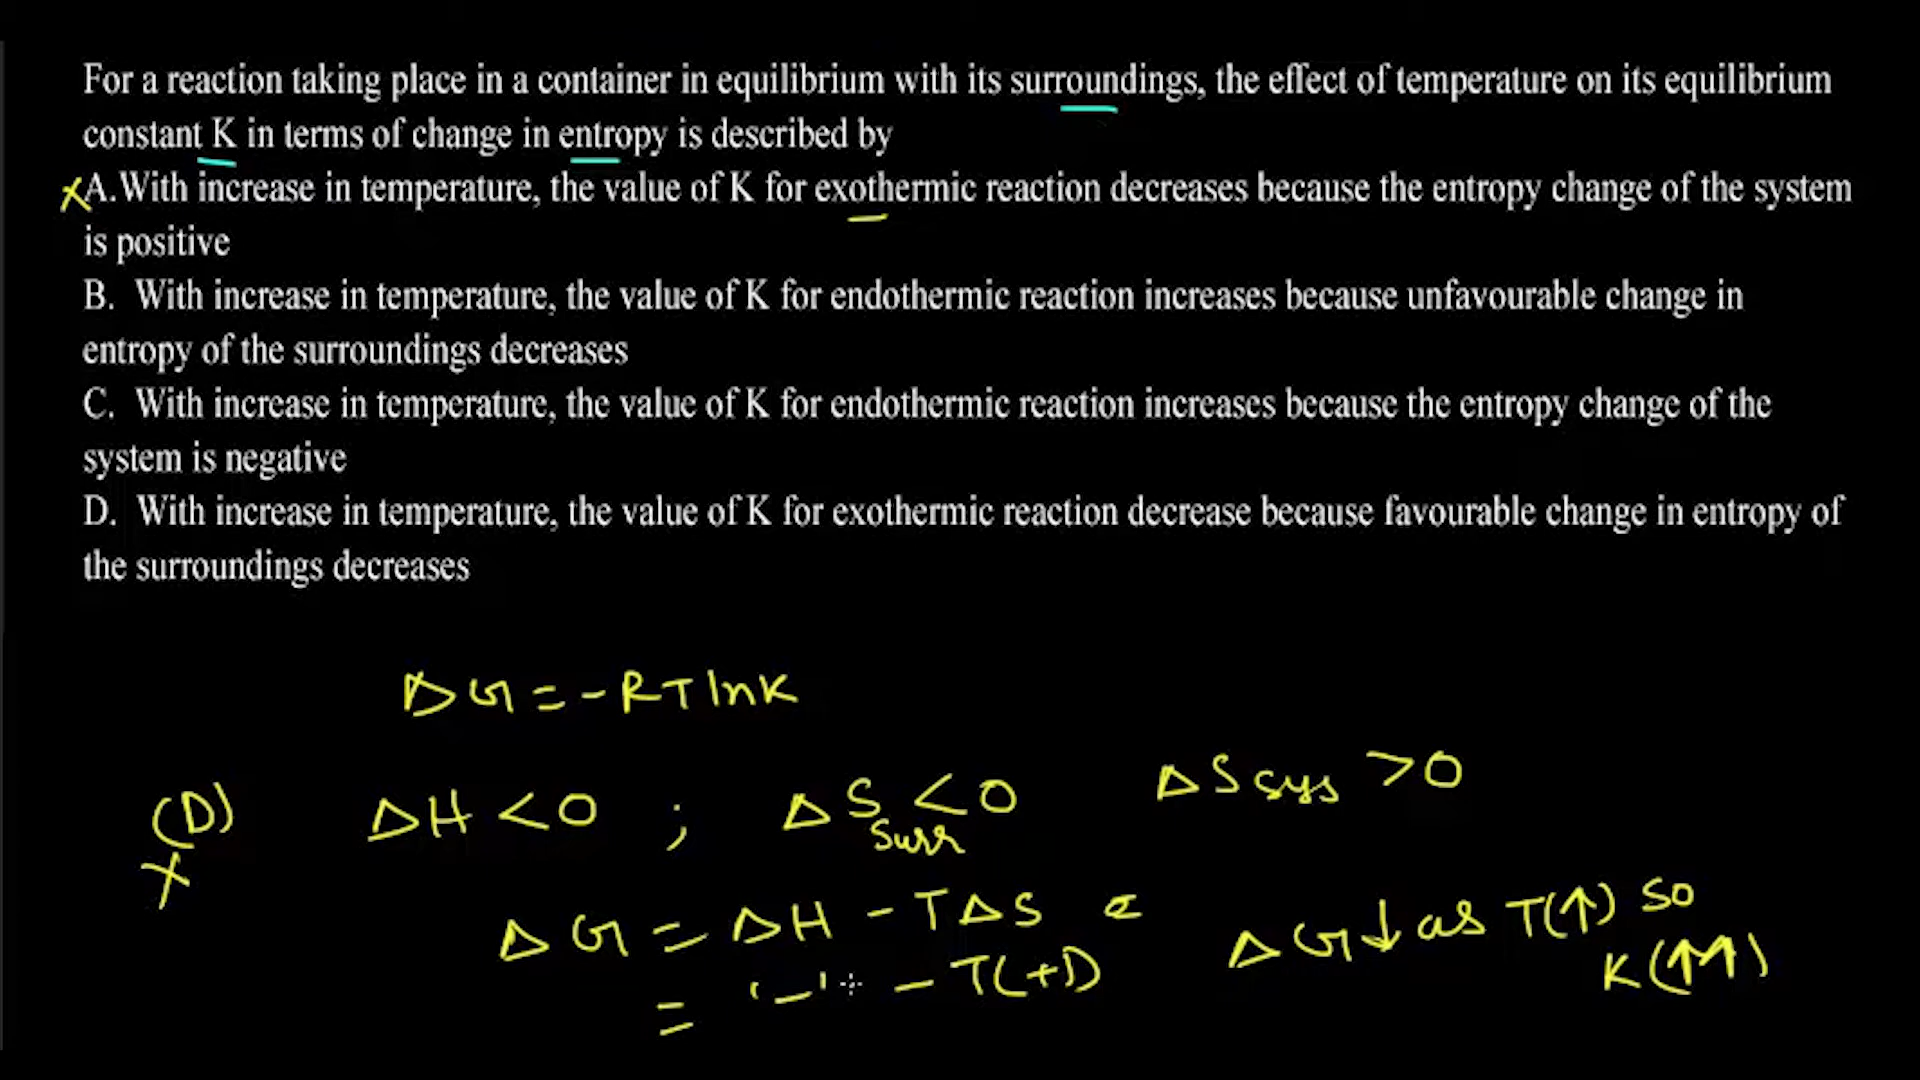 For a reaction taking place in a container in equilibrium with its surroundings, the effect of temperature on its equilibrium
constant K in terms of change in entropy is described by
XA.With increase in temperature, the value of K for exothermic reaction decreases because the entropy change of the system
is positive
B. With increase in temperature, the value of K for endothermic reaction increases because unfavourable change in
entropy of the surroundings decreases
C. With increase in temperature, the value of K for endothermic reaction increases because the entropy change of the
system is negative
D. With increase in temperature, the value of K for exothermic reaction decrease because favourable change in entropy of
the surroundings decreases
ΔG = -RTlnK
(D) ΔH < 0 ; ΔS surr < 0 ΔS sys > 0
X
ΔG = ΔH - TΔS ΔG↓ as T(↑) so
= '-' - T(+) K(↑↑)